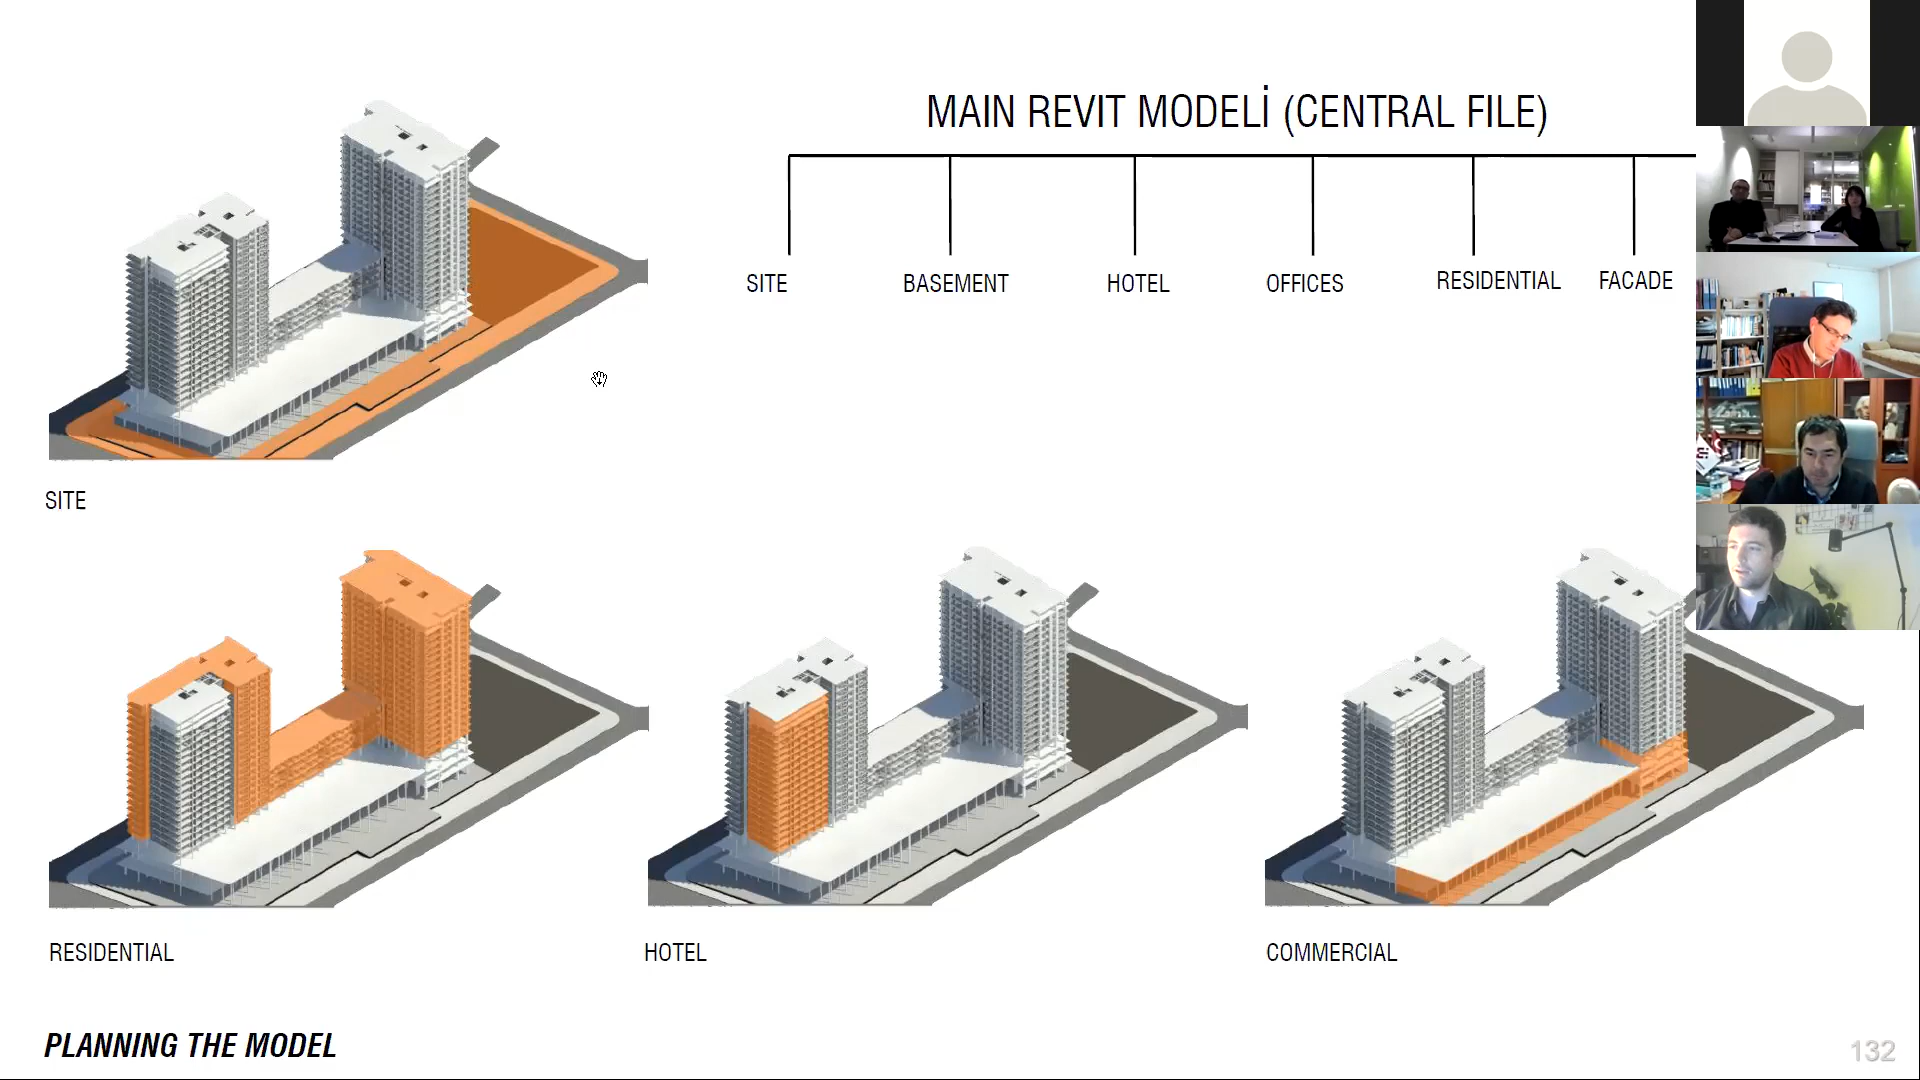 MAIN REVIT MODELİ (CENTRAL FILE)
SITE BASEMENT HOTEL OFFICES RESIDENTIAL FACADE
SITE
RESIDENTIAL HOTEL COMMERCIAL
PLANNING THE MODEL
132